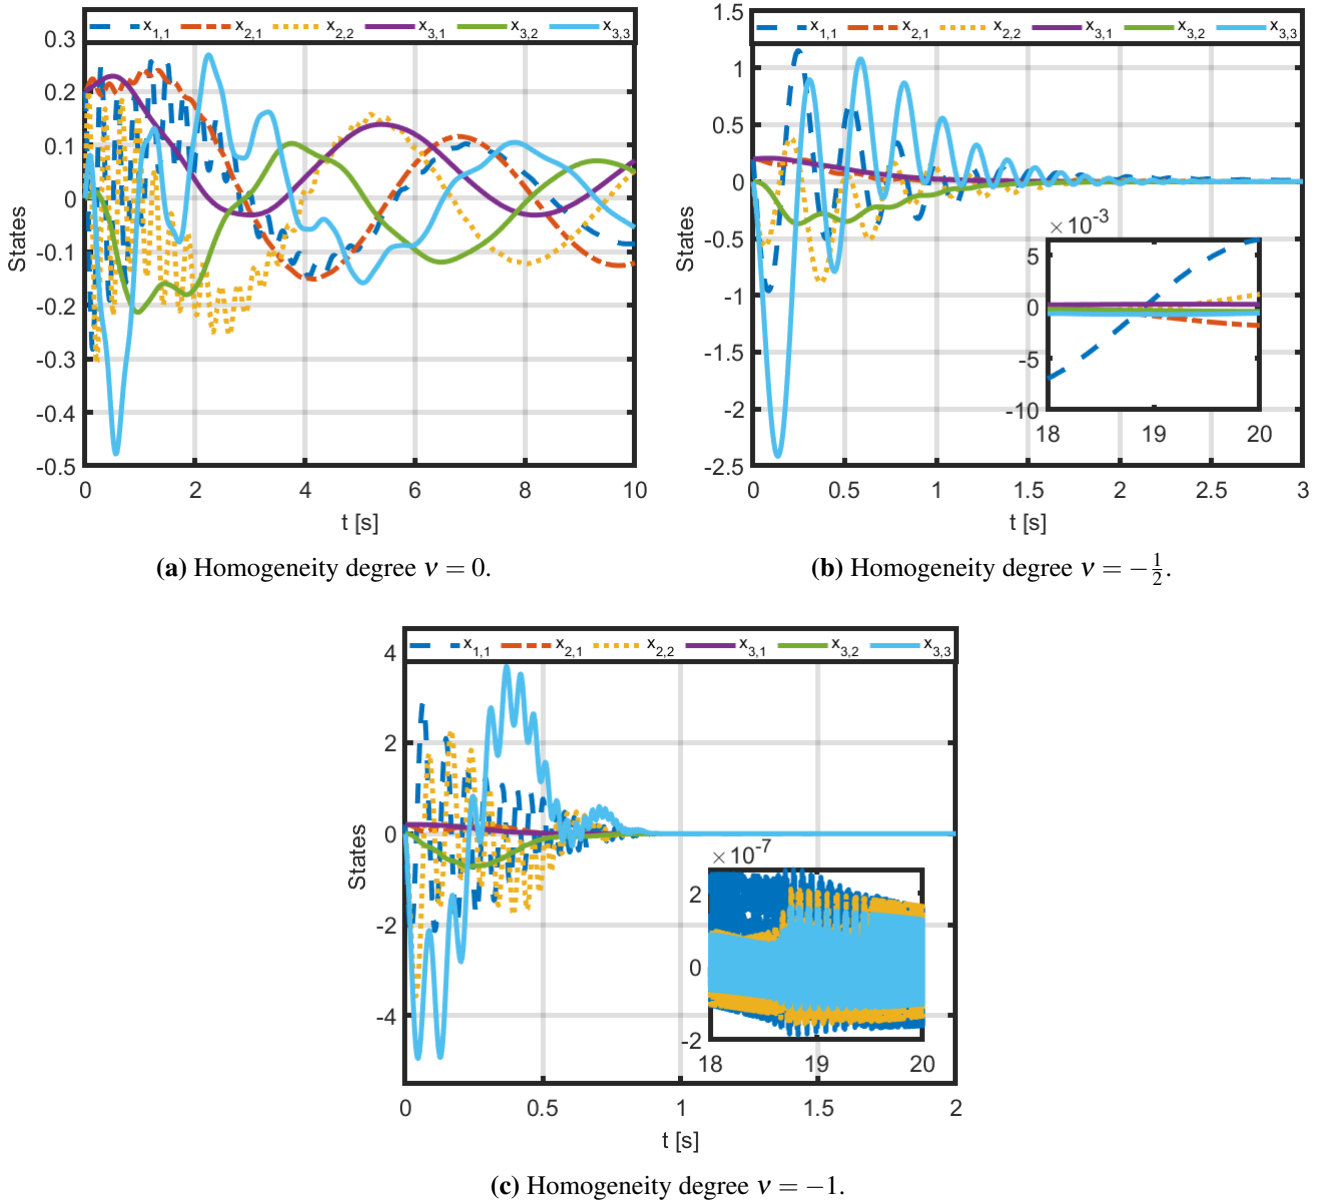 x1,1 x2,1 x2,2 x3,1 x3,2 x3,3
0.3
0.2
0.1
0
-0.1
-0.2
-0.3
-0.4
-0.5
States
0 2 4 6 8 10
t [s]
(a) Homogeneity degree ν = 0.
1.5
x1,1 x2,1 x2,2 x3,1 x3,2 x3,3
1
0.5
0
-0.5
-1
-1.5
-2
-2.5
States
× 10-3
5
0
-5
-10
18 19 20
0 0.5 1 1.5 2 2.5 3
t [s]
(b) Homogeneity degree ν = −1/2.
x1,1 x2,1 x2,2 x3,1 x3,2 x3,3
4
2
0
-2
-4
States
×10-7
2
0
-2
18 19 20
0 0.5 1 1.5 2
t [s]
(c) Homogeneity degree ν = −1.